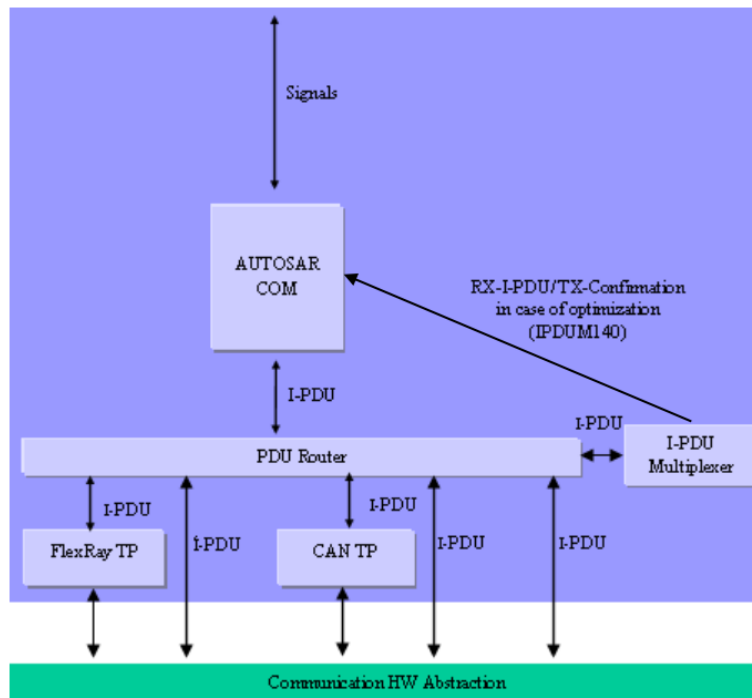 Signals
AUTOSAR
COM
RX-I-PDU/TX-Confirmation
in case of optimization
(IPDUM140)
I-PDU
I-PDU
PDU Router
I-PDU
Multiplexer
I-PDU
I-PDU
I-PDU
I-PDU
I-PDU
FlexRay TP
CAN TP
Communication HW Abstraction